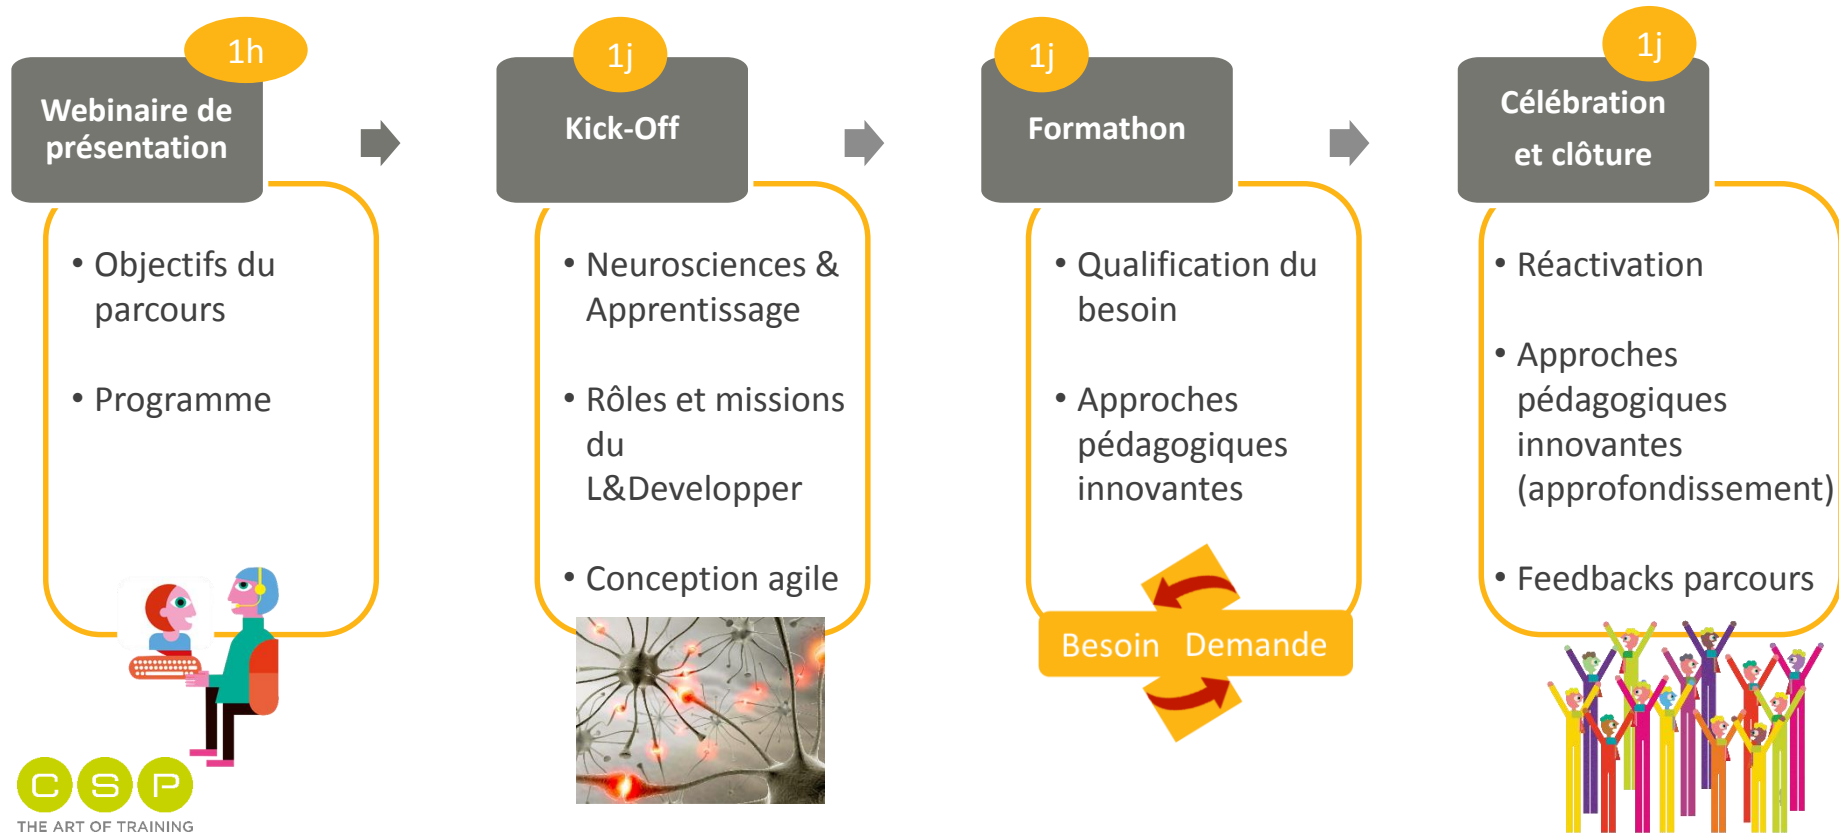 1h
Webinaire de
présentation
• Objectifs du
parcours
• Programme
1j
Kick-Off
• Neurosciences &
Apprentissage
• Rôles et missions
du
L&Developper
• Conception agile
1j
Formathon
• Qualification du
besoin
• Approches
pédagogiques
innovantes
Besoin Demande
1j
Célébration
et clôture
• Réactivation
• Approches
pédagogiques
innovantes
(approfondissement)
• Feedbacks parcours
CSP
THE ART OF TRAINING